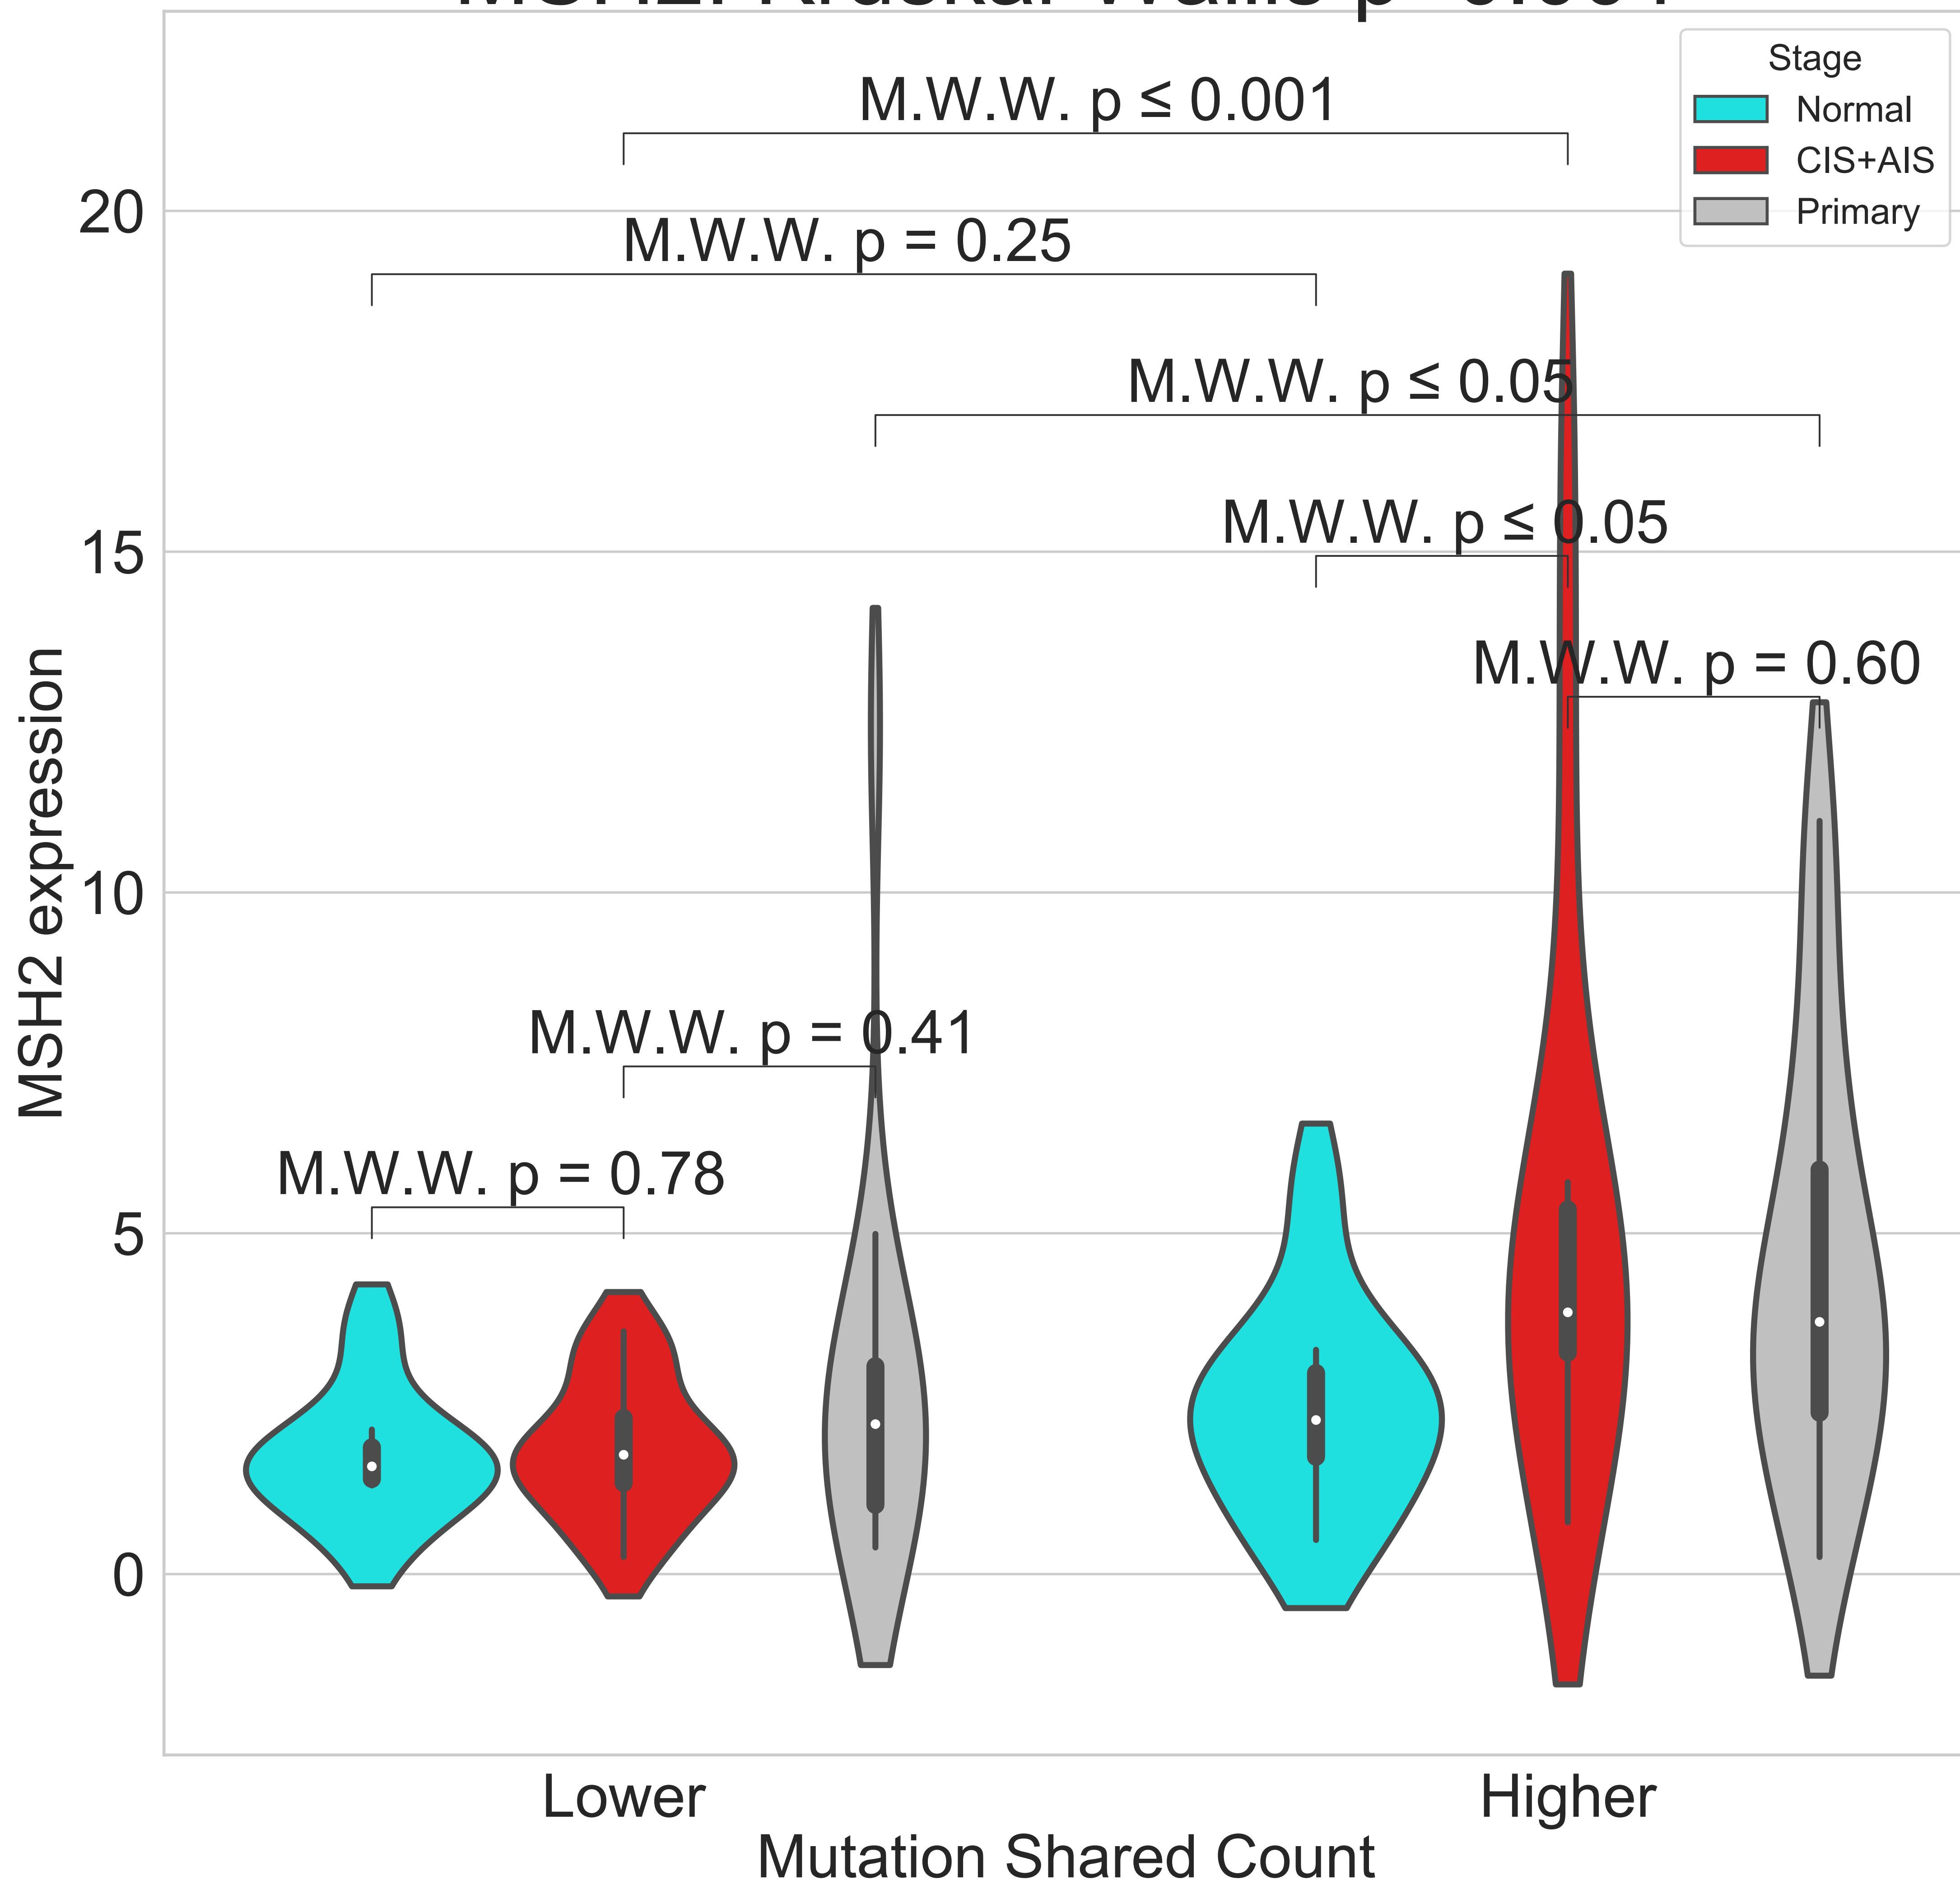 Stage
Normal
CIS+AIS
Primary
M.W.W. p ≤ 0.001
M.W.W. p = 0.25
M.W.W. p ≤ 0.05
M.W.W. p ≤ 0.05
M.W.W. p = 0.60
M.W.W. p = 0.41
M.W.W. p = 0.78
20
15
10
5
0
MSH2 expression
Lower
Higher
Mutation Shared Count